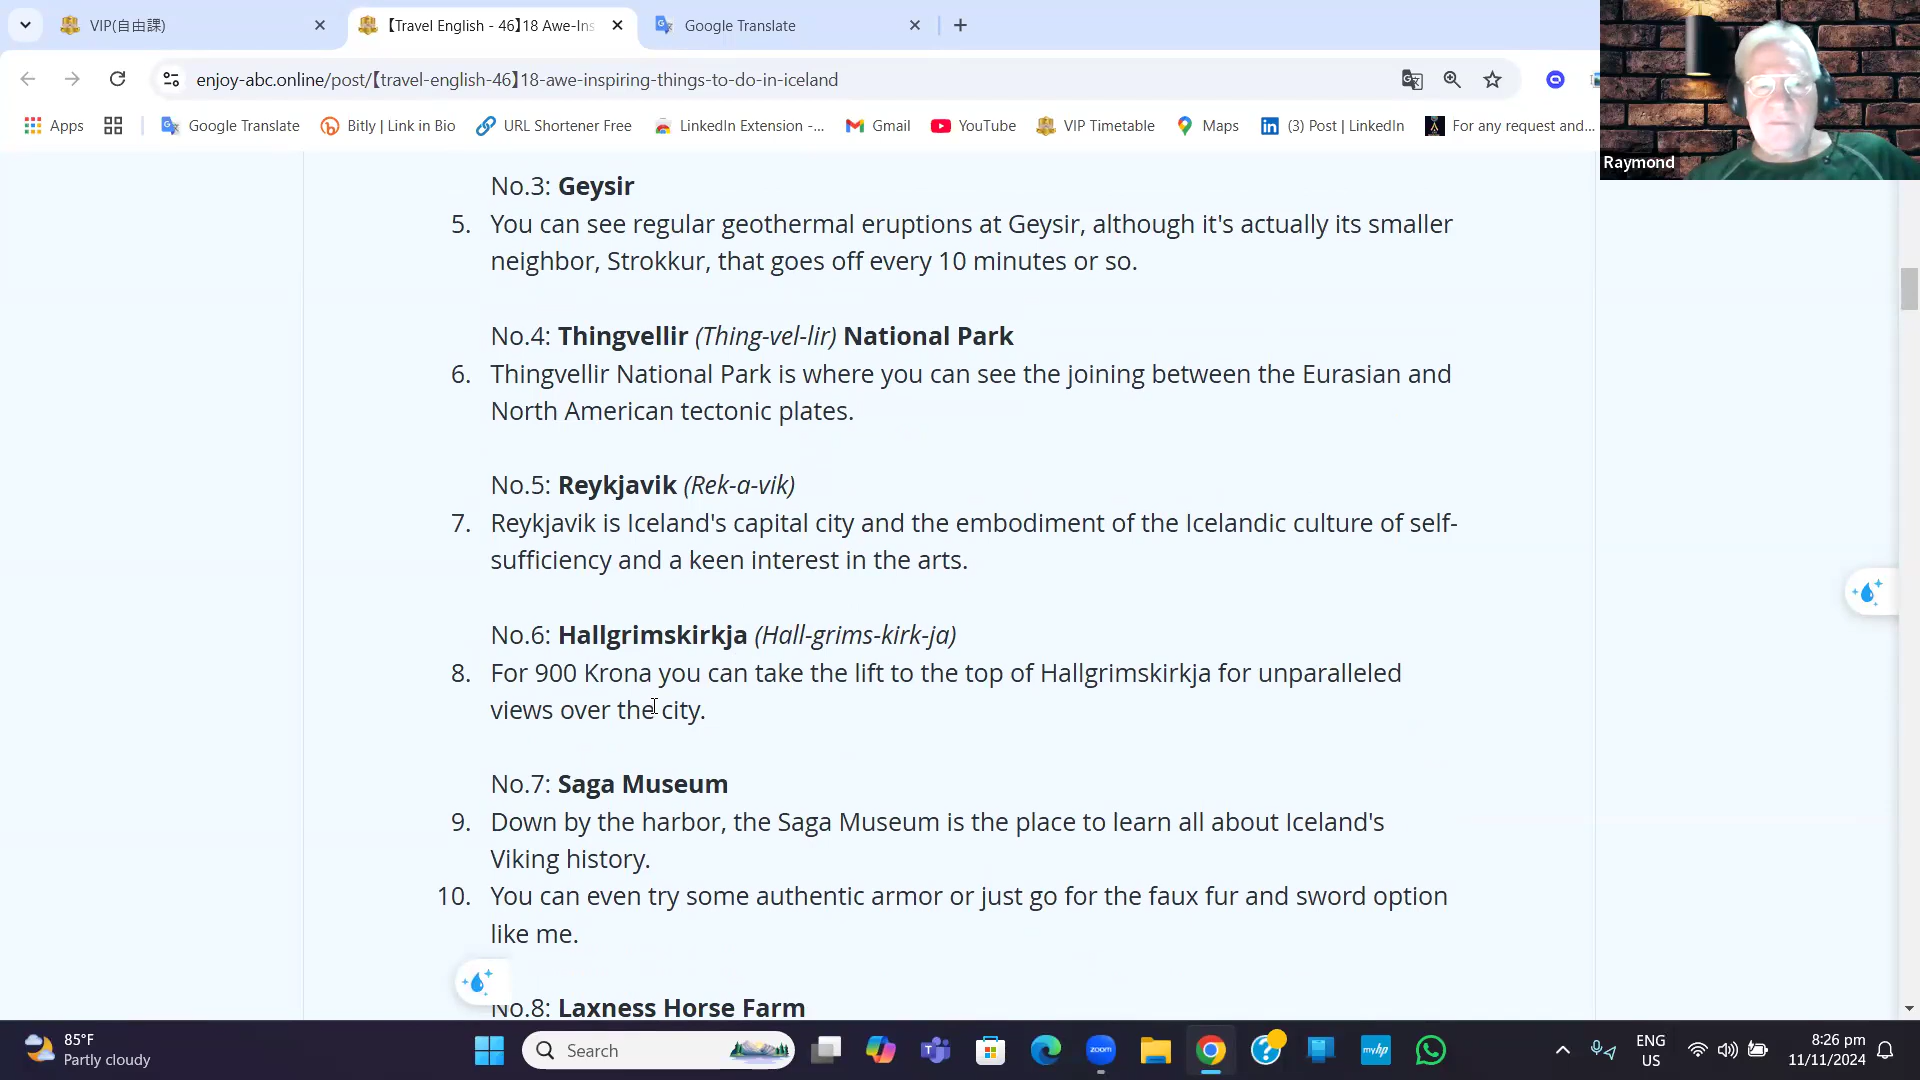 VIP(自由課)
【Travel English - 46】18 Awe-Ins
Google Translate
enjoy-abc.online/post/【travel-english-46】18-awe-inspiring-things-to-do-in-iceland
Apps
Google Translate
Bitly | Link in Bio
URL Shortener Free
LinkedIn Extension -...
Gmail
YouTube
VIP Timetable
Maps
(3) Post | LinkedIn
For any request and...
Raymond
No.3: Geysir
5. You can see regular geothermal eruptions at Geysir, although it's actually its smaller
neighbor, Strokkur, that goes off every 10 minutes or so.
No.4: Thingvellir (Thing-vel-lir) National Park
6. Thingvellir National Park is where you can see the joining between the Eurasian and
North American tectonic plates.
No.5: Reykjavik (Rek-a-vik)
7. Reykjavik is Iceland's capital city and the embodiment of the Icelandic culture of self-
sufficiency and a keen interest in the arts.
No.6: Hallgrimskirkja (Hall-grims-kirk-ja)
8. For 900 Krona you can take the lift to the top of Hallgrimskirkja for unparalleled
views over the city.
No.7: Saga Museum
9. Down by the harbor, the Saga Museum is the place to learn all about Iceland's
Viking history.
10. You can even try some authentic armor or just go for the faux fur and sword option
like me.
No.8: Laxness Horse Farm
85°F
Partly cloudy
Search
zoom
myhp
ENG
US
8:26 pm
11/11/2024